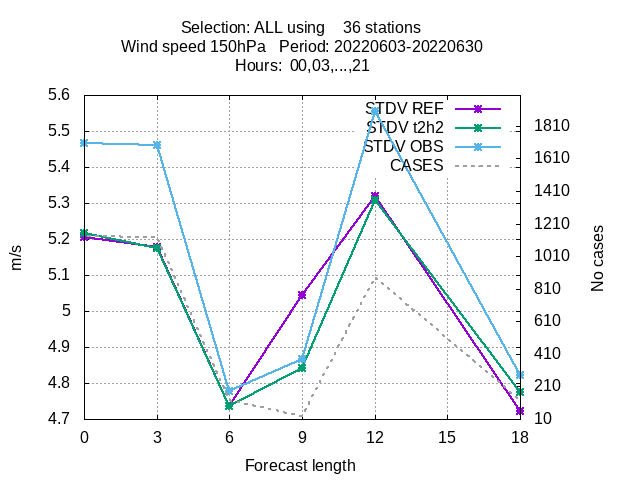 Selection: ALL using    36 stations
Wind speed 150hPa   Period: 20220603-20220630
Hours: 00,03,...,21
STDV REF
STDV t2h2
STDV OBS
CASES
m/s
5.6
5.5
5.4
5.3
5.2
5.1
5
4.9
4.8
4.7
No cases
1810
1610
1410
1210
1010
810
610
410
210
10
0 3 6 9 12 15 18
Forecast length